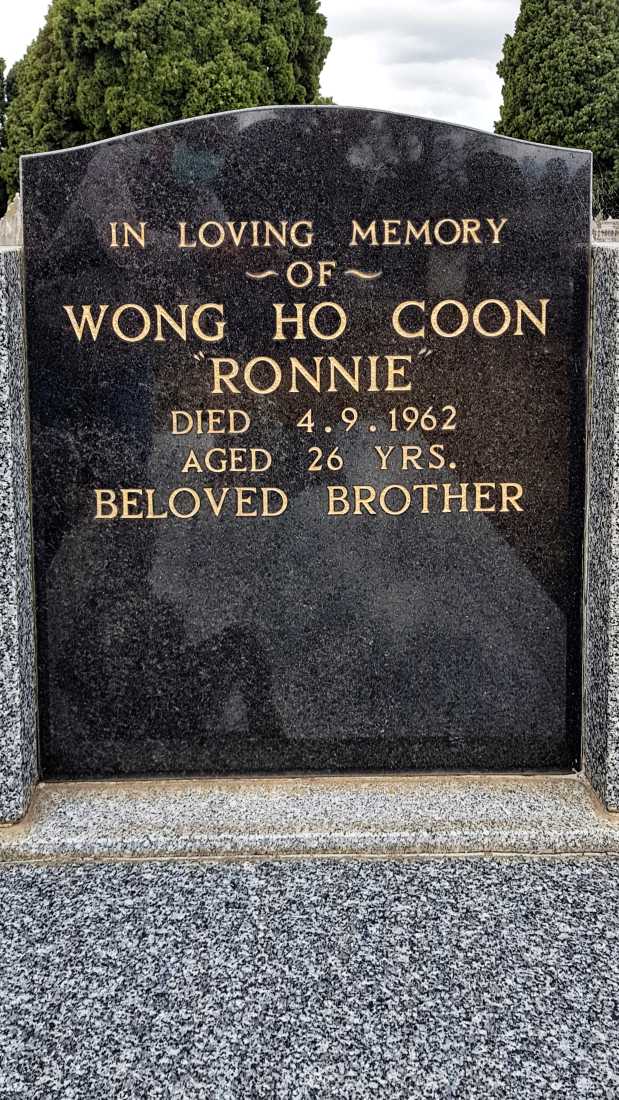 IN LOVING MEMORY
~ OF ~
WONG HO COON
"RONNIE"
DIED 4.9.1962
AGED 26 YRS.
BELOVED BROTHER